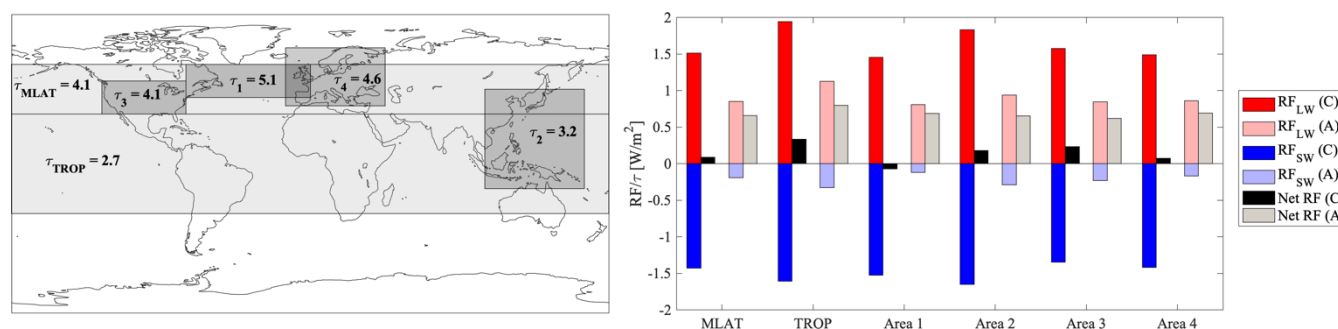 τMLAT = 4.1
τ3 = 4.1
τ1 = 5.1
τ4 = 4.6
τ2 = 3.2
τTROP = 2.7
RF/τ [W/m²]
2
1.5
1
0.5
0
-0.5
-1
-1.5
-2
MLAT TROP Area 1 Area 2 Area 3 Area 4
RFLW (C)
RFLW (A)
RFSW (C)
RFSW (A)
Net RF (C
Net RF (A